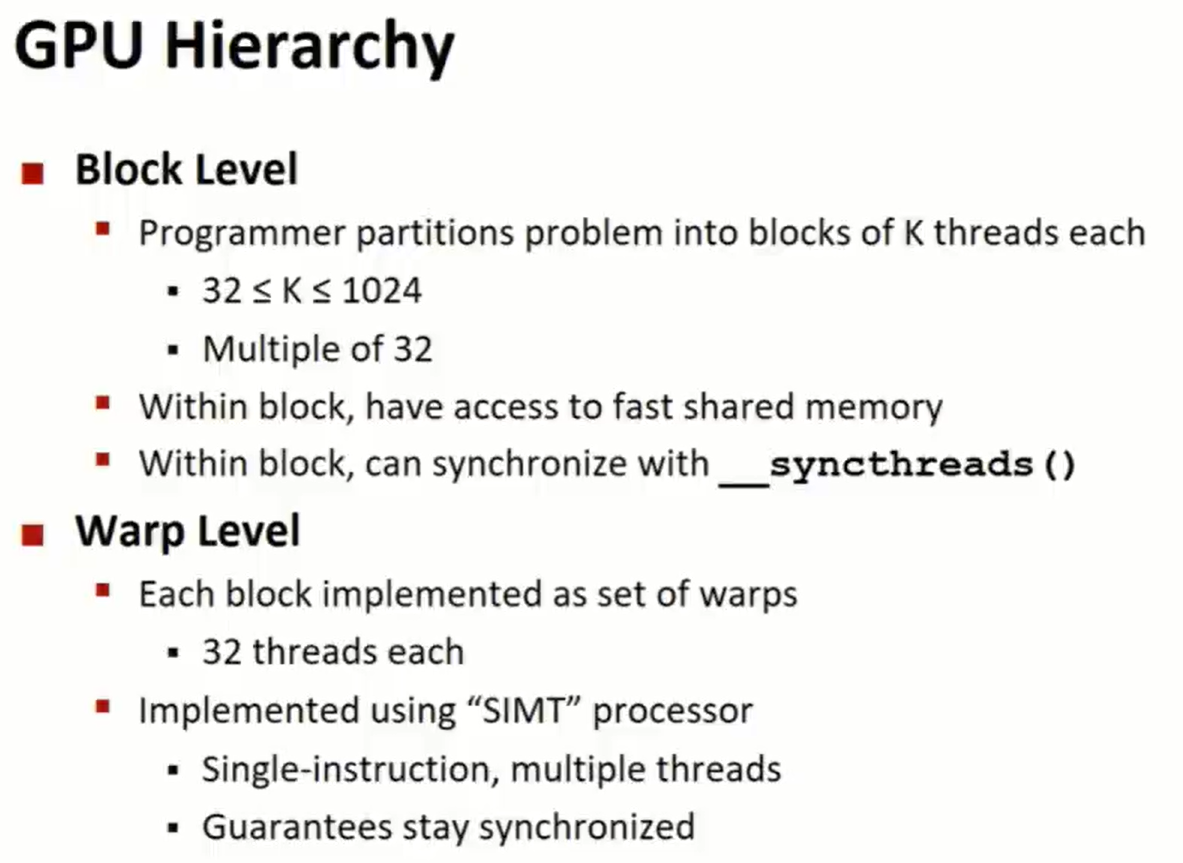 GPU Hierarchy
■ Block Level
▪ Programmer partitions problem into blocks of K threads each
▪ 32 ≤ K ≤ 1024
▪ Multiple of 32
▪ Within block, have access to fast shared memory
▪ Within block, can synchronize with __syncthreads()
■ Warp Level
▪ Each block implemented as set of warps
▪ 32 threads each
▪ Implemented using “SIMT” processor
▪ Single-instruction, multiple threads
▪ Guarantees stay synchronized